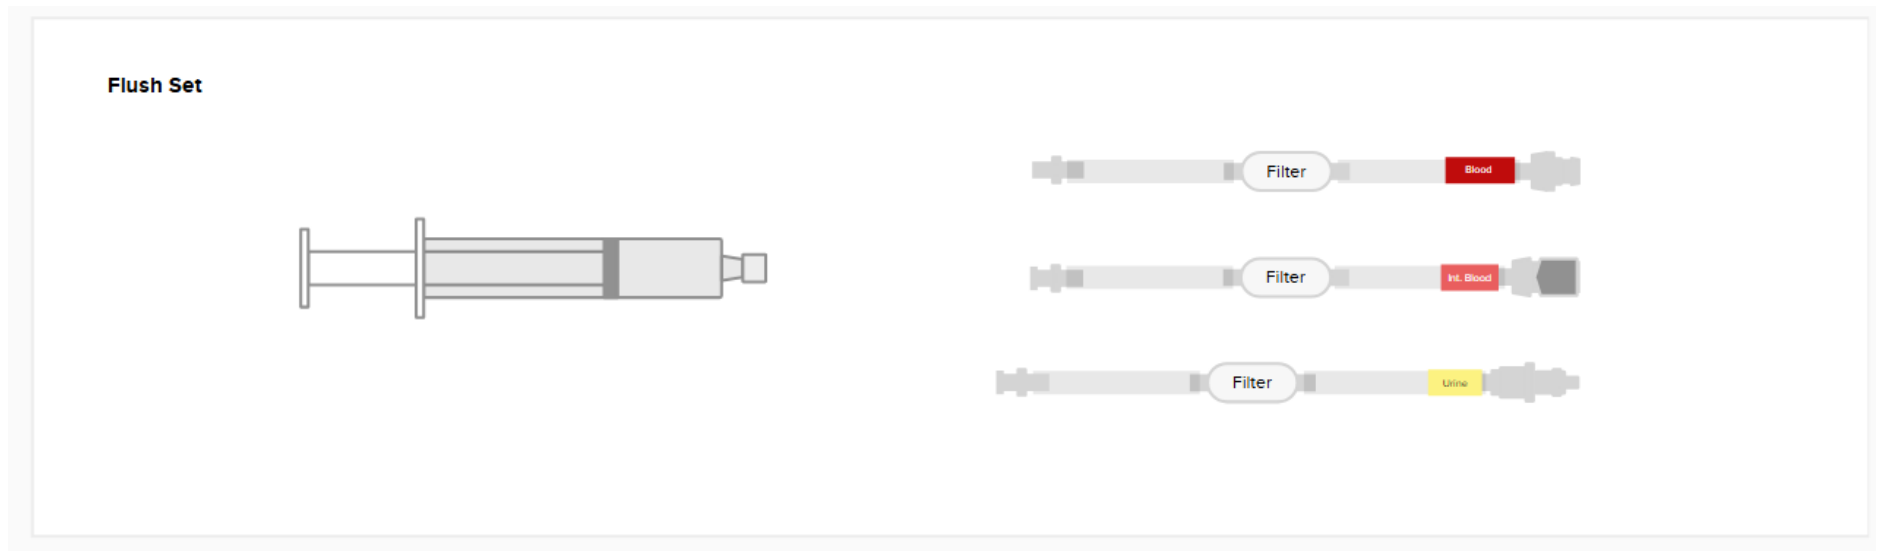 Flush Set
Filter
Blood
Filter
Int. Blood
Filter
Urine